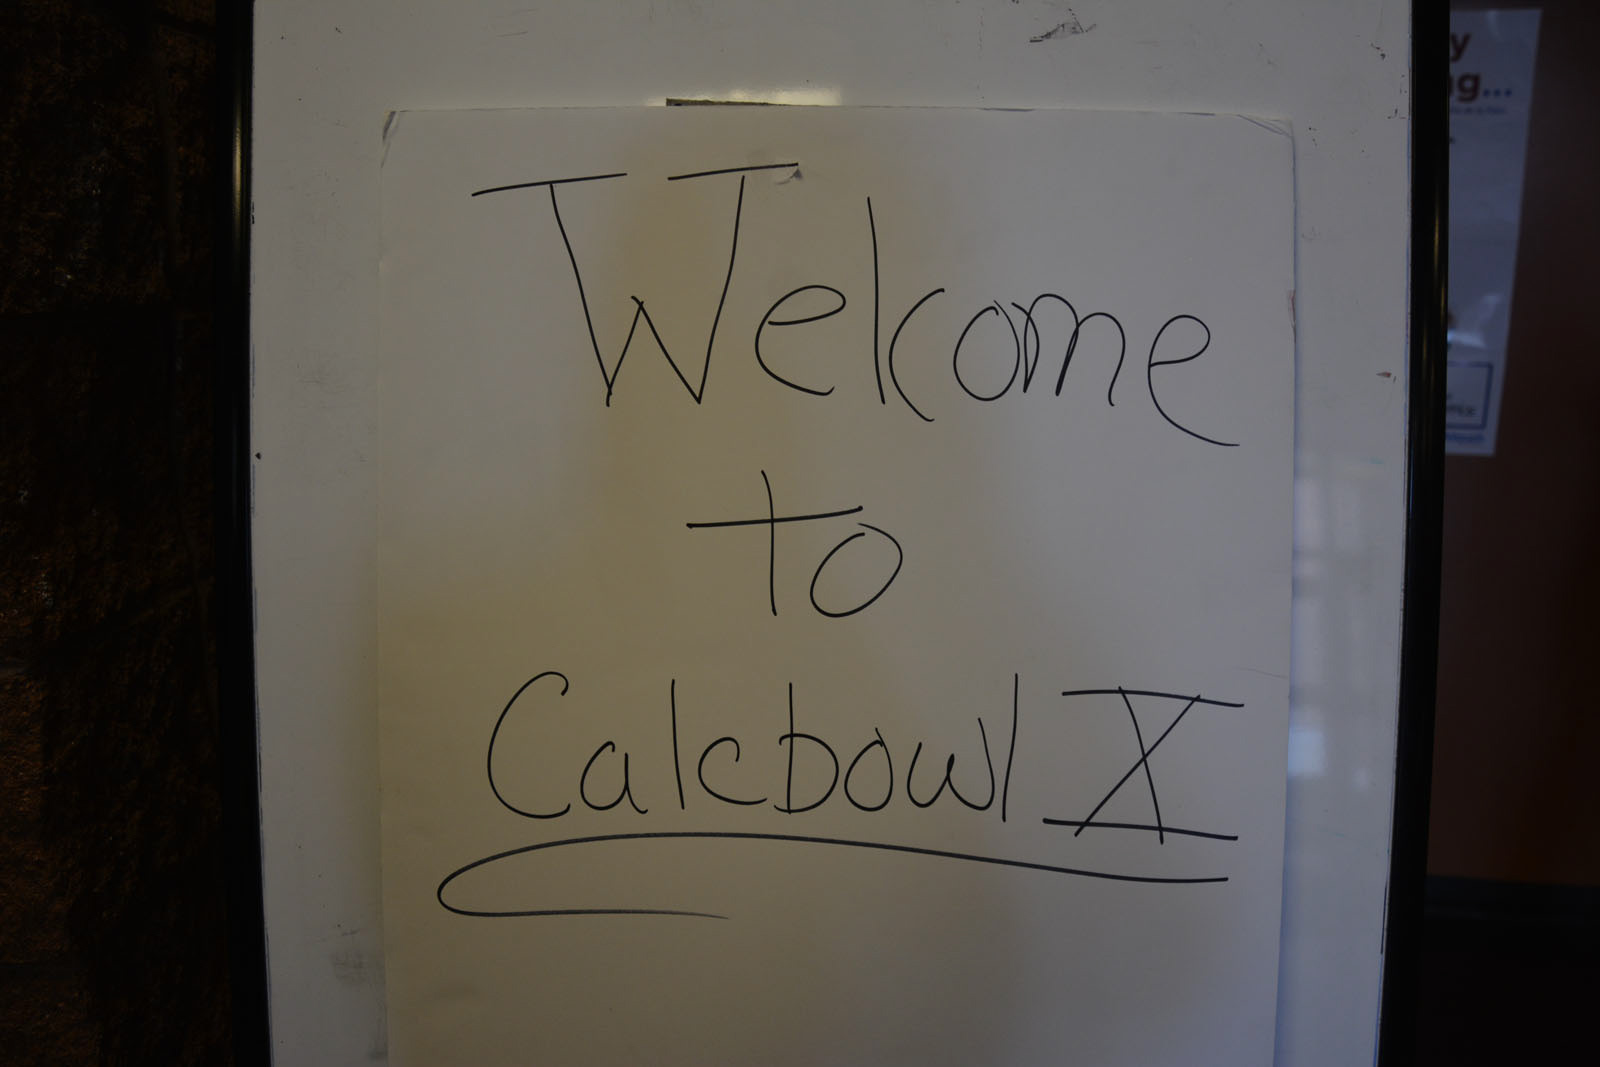 Welcome
to
Calcbowl X
y
g...